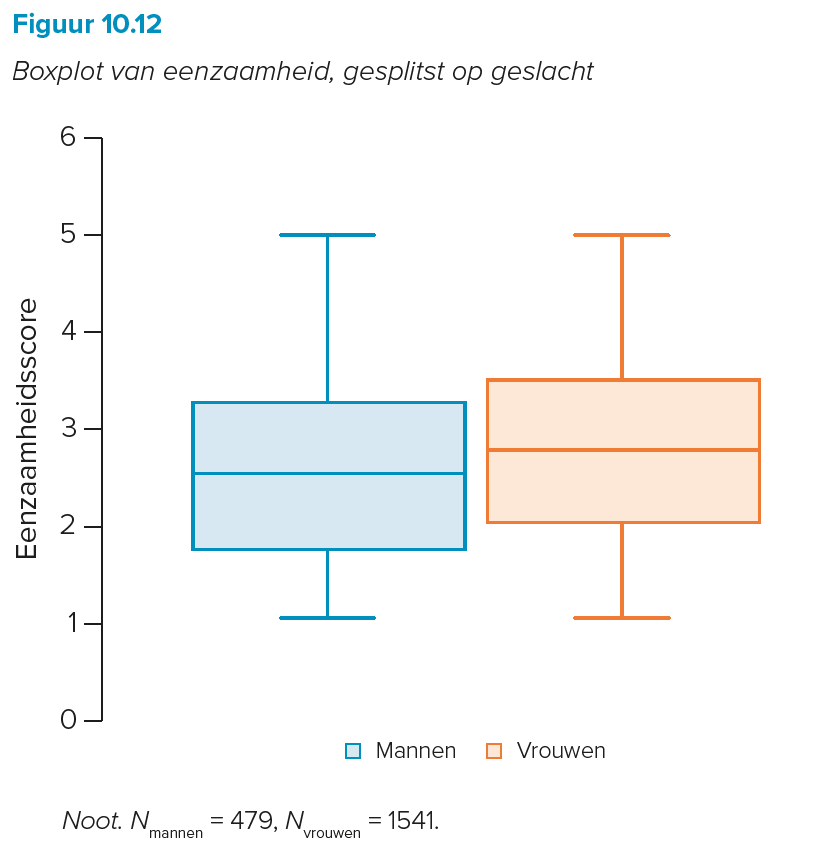 Figuur 10.12
Boxplot van eenzaamheid, gesplitst op geslacht
6
5
4
3
2
1
0
Eenzaamheidsscore
Mannen
Vrouwen
Noot. Nmannen = 479, Nvrouwen = 1541.